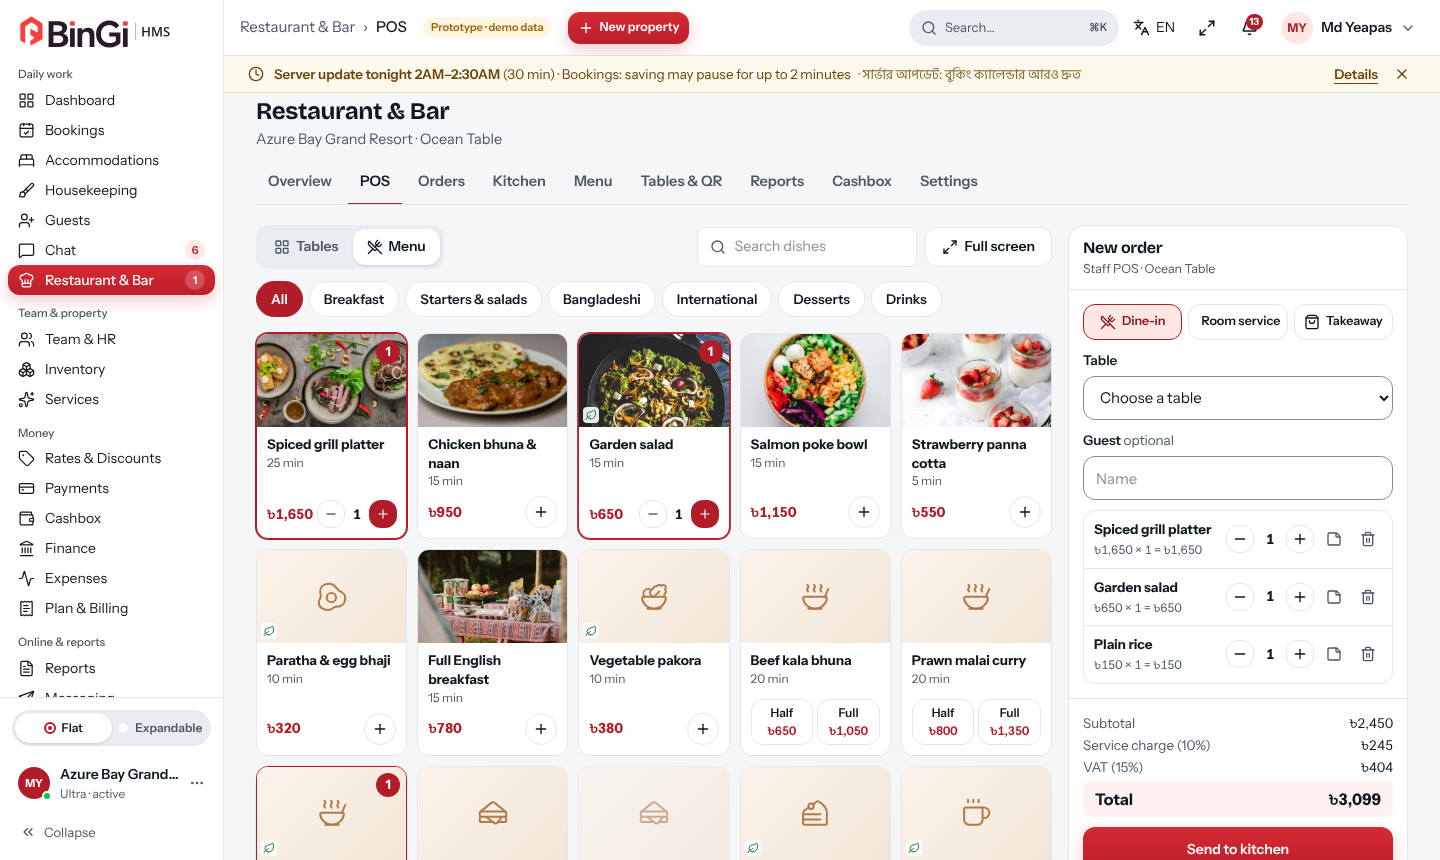 BinGi HMS
Restaurant & Bar › POS
Prototype · demo data
New property
Search...
⌘K
EN
13
MY
Md Yeapas
Server update tonight 2AM–2:30AM (30 min) · Bookings: saving may pause for up to 2 minutes · সার্ভার আপডেট: বুকিং ক্যালেন্ডার আরও দ্রুত
Details
Daily work
Dashboard
Bookings
Accommodations
Housekeeping
Guests
Chat 6
Restaurant & Bar 1
Team & property
Team & HR
Inventory
Services
Money
Rates & Discounts
Payments
Cashbox
Finance
Expenses
Plan & Billing
Online & reports
Reports
Messaging
Flat Expandable
MY
Azure Bay Grand...
Ultra · active
Collapse
Restaurant & Bar
Azure Bay Grand Resort · Ocean Table
Overview POS Orders Kitchen Menu Tables & QR Reports Cashbox Settings
Tables Menu
Search dishes
Full screen
All Breakfast Starters & salads Bangladeshi International Desserts Drinks
1
Spiced grill platter
25 min
৳1,650 − 1 +
Chicken bhuna &
naan
15 min
৳950 +
1
Garden salad
15 min
৳650 − 1 +
Salmon poke bowl
15 min
৳1,150 +
Strawberry panna
cotta
5 min
৳550 +
Paratha & egg bhaji
10 min
৳320 +
Full English
breakfast
15 min
৳780 +
Vegetable pakora
10 min
৳380 +
Beef kala bhuna
20 min
Half Full
৳650 ৳1,050
Prawn malai curry
20 min
Half Full
৳800 ৳1,350
1
New order
Staff POS · Ocean Table
Dine-in Room service Takeaway
Table
Choose a table
Guest optional
Name
Spiced grill platter
৳1,650 × 1 = ৳1,650
− 1 +
Garden salad
৳650 × 1 = ৳650
− 1 +
Plain rice
৳150 × 1 = ৳150
− 1 +
Subtotal ৳2,450
Service charge (10%) ৳245
VAT (15%) ৳404
Total ৳3,099
Send to kitchen